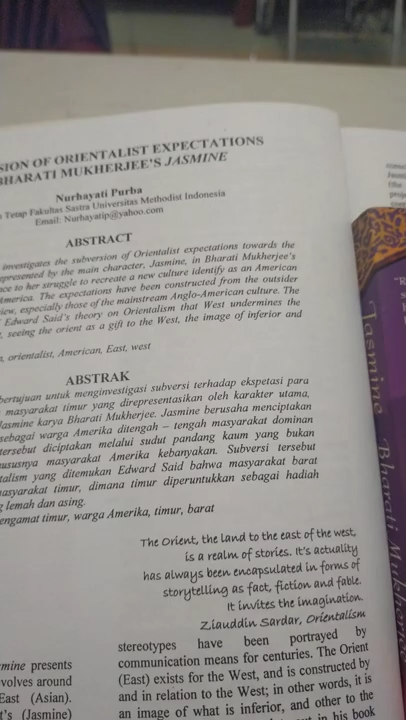 SION OF ORIENTALIST EXPECTATIONS
BHARATI MUKHERJEE'S JASMINE
Nurhayati Purba
Tetap Fakultas Sastra Universitas Methodist Indonesia
Email: Nurhayatip@yahoo.com
ABSTRACT
investigates the subversion of Orientalist expectations towards the
represented by the main character, Jasmine, in Bharati Mukherjee's
nce to her struggle to recreate a new culture identify as an American
America. The expectations have been constructed from the outsider
view, especially those of the mainstream Anglo-American culture. The
Edward Said's theory on Orientalism that West undermines the
, seeing the orient as a gift to the West, the image of inferior and
, orientalist, American, East, west
ABSTRAK
bertujuan untuk menginvestigasi subversi terhadap ekspetasi para
masyarakat timur yang direpresentasikan oleh karakter utama,
Jasmine karya Bharati Mukherjee. Jasmine berusaha menciptakan
sebagai warga Amerika ditengah – tengah masyarakat dominan
tersebut diciptakan melalui sudut pandang kaum yang bukan
ususnya masyarakat Amerika kebanyakan. Subversi tersebut
talism yang ditemukan Edward Said bahwa masyarakat barat
masyarakat timur, dimana timur diperuntukkan sebagai hadiah
g lemah dan asing.
engamat timur, warga Amerika, timur, barat
The Orient, the land to the east of the west,
is a realm of stories. It's actuality
has always been encapsulated in forms of
storytelling as fact, fiction and fable.
It invites the imagination.
Ziauddin Sardar, Orientalism
smine presents
volves around
East (Asian).
t's (Jasmine)
stereotypes have been portrayed by
communication means for centuries. The Orient
(East) exists for the West, and is constructed by
and in relation to the West; in other words, it is
an image of what is inferior, and other to the
in his book
Jasmine Bharati Mukherjee